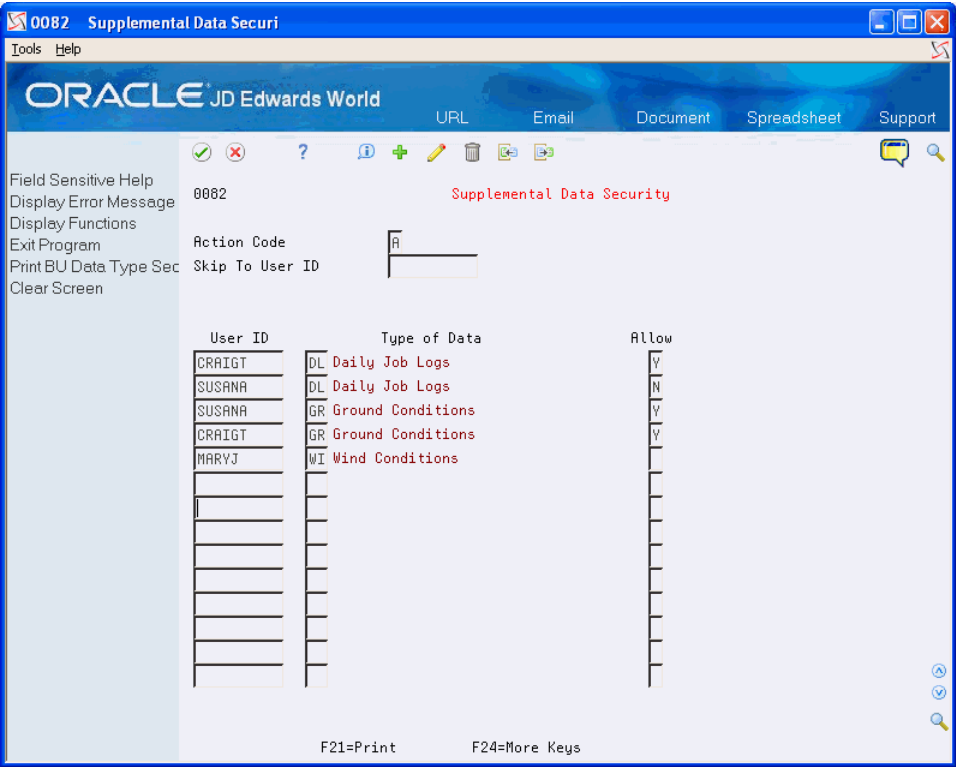 0082 Supplemental Data Securi
Tools Help
ORACLE JD Edwards World
URL Email Document Spreadsheet Support
Field Sensitive Help
Display Error Message
Display Functions
Exit Program
Print BU Data Type Sec
Clear Screen
0082 Supplemental Data Security
Action Code A
Skip To User ID
User ID Type of Data Allow
CRAIGT DL Daily Job Logs Y
SUSANA DL Daily Job Logs N
SUSANA GR Ground Conditions Y
CRAIGT GR Ground Conditions Y
MARYJ WI Wind Conditions
F21=Print F24=More Keys